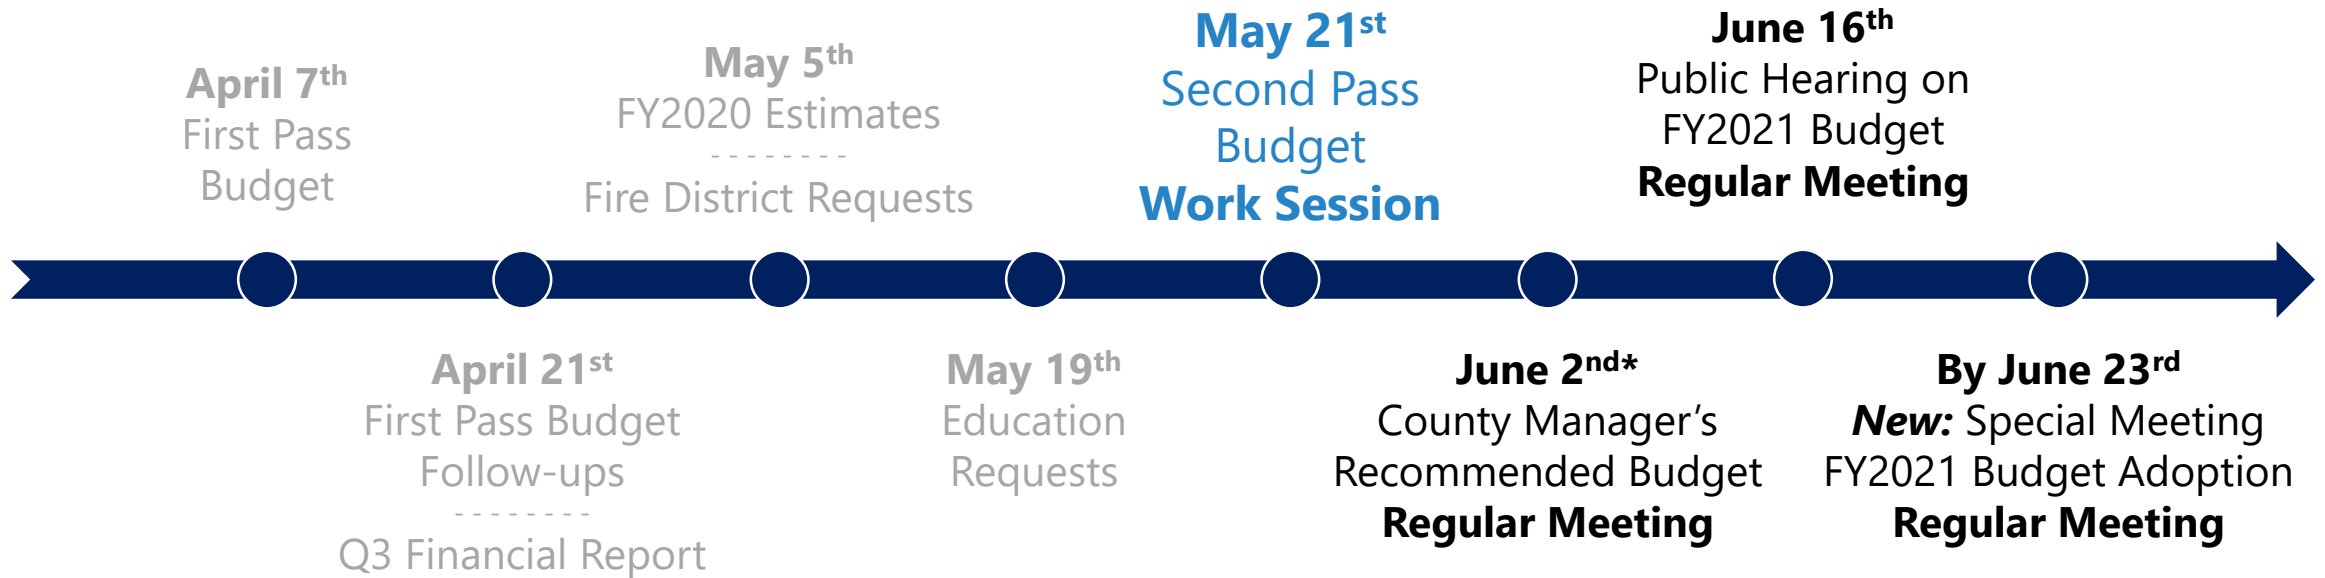 April 7th
First Pass
Budget
May 5th
FY2020 Estimates
--------
Fire District Requests
May 21st
Second Pass
Budget
Work Session
June 16th
Public Hearing on
FY2021 Budget
Regular Meeting
April 21st
First Pass Budget
Follow-ups
--------
Q3 Financial Report
May 19th
Education
Requests
June 2nd*
County Manager’s
Recommended Budget
Regular Meeting
By June 23rd
New: Special Meeting
FY2021 Budget Adoption
Regular Meeting